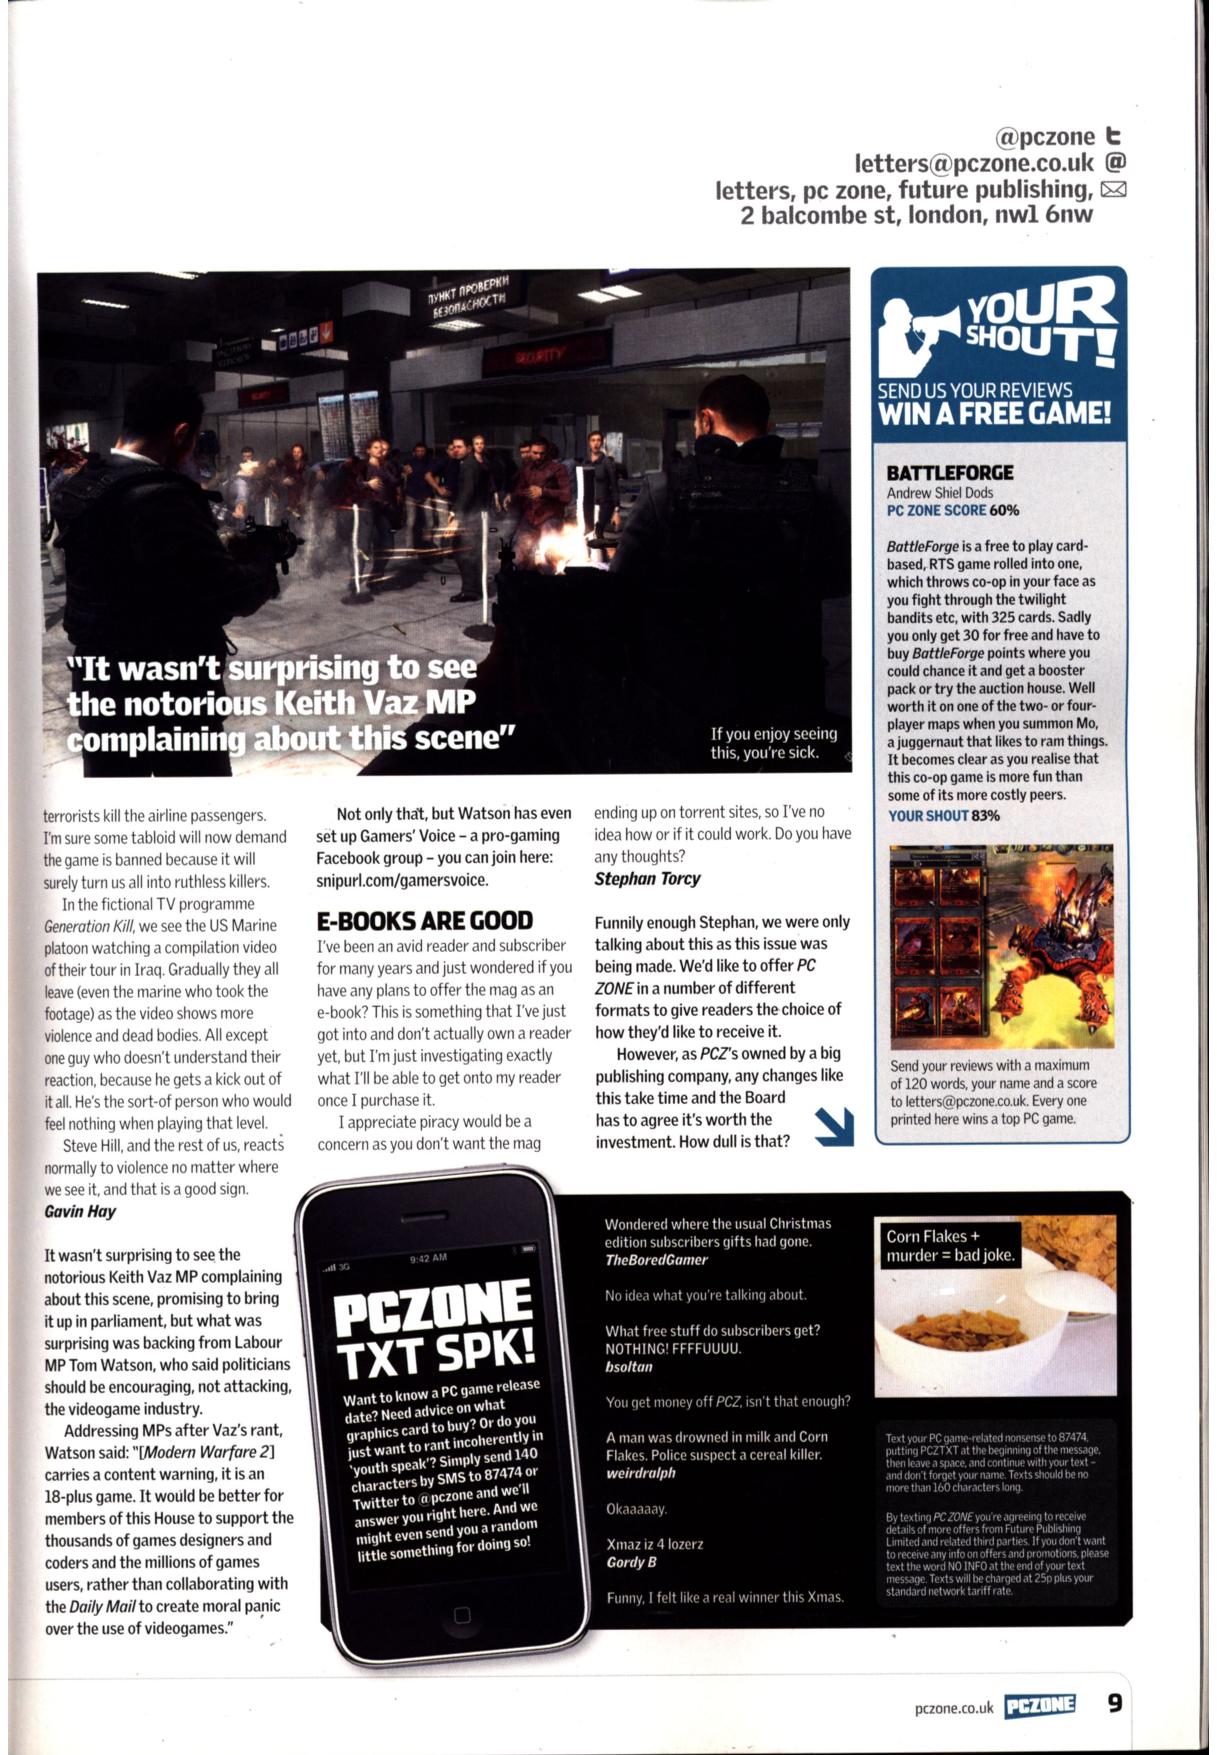 @pczone
letters@pczone.co.uk @
letters, pc zone, future publishing,
2 balcombe st, london, nw1 6nw
ПУНКТ ПРОВЕРКИ
БЕЗОПАСНОСТИ
SECURITY
"It wasn't surprising to see
the notorious Keith Vaz MP
complaining about this scene"
If you enjoy seeing
this, you're sick.
terrorists kill the airline passengers.
I'm sure some tabloid will now demand
the game is banned because it will
surely turn us all into ruthless killers.
In the fictional TV programme
Generation Kill, we see the US Marine
platoon watching a compilation video
of their tour in Iraq. Gradually they all
leave (even the marine who took the
footage) as the video shows more
violence and dead bodies. All except
one guy who doesn't understand their
reaction, because he gets a kick out of
it all. He's the sort-of person who would
feel nothing when playing that level.
Steve Hill, and the rest of us, reacts
normally to violence no matter where
we see it, and that is a good sign.
Gavin Hay
It wasn't surprising to see the
notorious Keith Vaz MP complaining
about this scene, promising to bring
it up in parliament, but what was
surprising was backing from Labour
MP Tom Watson, who said politicians
should be encouraging, not attacking,
the videogame industry.
Addressing MPs after Vaz's rant,
Watson said: "[Modern Warfare 2]
carries a content warning, it is an
18-plus game. It would be better for
members of this House to support the
thousands of games designers and
coders and the millions of games
users, rather than collaborating with
the Daily Mail to create moral panic
over the use of videogames."
Not only that, but Watson has even
set up Gamers' Voice – a pro-gaming
Facebook group – you can join here:
snipurl.com/gamersvoice.
E-BOOKS ARE GOOD
I've been an avid reader and subscriber
for many years and just wondered if you
have any plans to offer the mag as an
e-book? This is something that I've just
got into and don't actually own a reader
yet, but I'm just investigating exactly
what I'll be able to get onto my reader
once I purchase it.
I appreciate piracy would be a
concern as you don't want the mag
ending up on torrent sites, so I've no
idea how or if it could work. Do you have
any thoughts?
Stephan Torcy
Funnily enough Stephan, we were only
talking about this as this issue was
being made. We'd like to offer PC
ZONE in a number of different
formats to give readers the choice of
how they'd like to receive it.
However, as PCZ's owned by a big
publishing company, any changes like
this take time and the Board
has to agree it's worth the
investment. How dull is that?
YOUR
SHOUT!
SEND US YOUR REVIEWS
WIN A FREE GAME!
BATTLEFORGE
Andrew Shiel Dods
PC ZONE SCORE 60%
BattleForge is a free to play card-
based, RTS game rolled into one,
which throws co-op in your face as
you fight through the twilight
bandits etc, with 325 cards. Sadly
you only get 30 for free and have to
buy BattleForge points where you
could chance it and get a booster
pack or try the auction house. Well
worth it on one of the two- or four-
player maps when you summon Mo,
a juggernaut that likes to ram things.
It becomes clear as you realise that
this co-op game is more fun than
some of its more costly peers.
YOUR SHOUT 83%
Send your reviews with a maximum
of 120 words, your name and a score
to letters@pczone.co.uk. Every one
printed here wins a top PC game.
3G
9:42 AM
PCZONE
TXT SPK!
Want to know a PC game release
date? Need advice on what
graphics card to buy? Or do you
just want to rant incoherently in
'youth speak'? Simply send 140
characters by SMS to 87474 or
Twitter to @pczone and we'll
answer you right here. And we
might even send you a random
little something for doing so!
Wondered where the usual Christmas
edition subscribers gifts had gone.
TheBoredGamer
No idea what you're talking about.
What free stuff do subscribers get?
NOTHING! FFFFUUUU.
bsoltan
You get money off PCZ, isn't that enough?
A man was drowned in milk and Corn
Flakes. Police suspect a cereal killer.
weirdralph
Okaaaaay.
Xmaz iz 4 lozerz
Gordy B
Funny, I felt like a real winner this Xmas.
Corn Flakes +
murder = bad joke.
Text your PC game-related nonsense to 87474,
putting PCZTXT at the beginning of the message,
then leave a space, and continue with your text –
and don't forget your name. Texts should be no
more than 160 characters long.
By texting PC ZONE you're agreeing to receive
details of more offers from Future Publishing
Limited and related third parties. If you don't want
to receive any info on offers and promotions, please
text the word NO INFO at the end of your text
message. Texts will be charged at 25p plus your
standard network tariff rate.
pczone.co.uk PCZONE 9